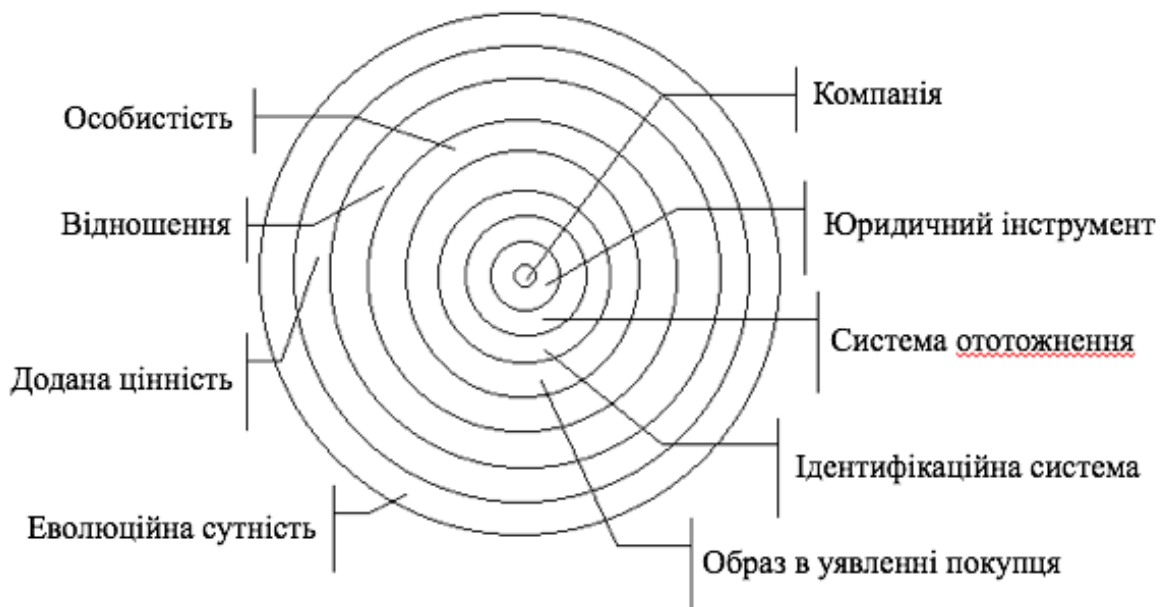 Компанія
Особистість
Відношення
Юридичний інструмент
Система ототожнення
Додана цінність
Ідентифікаційна система
Еволюційна сутність
Образ в уявленні покупця